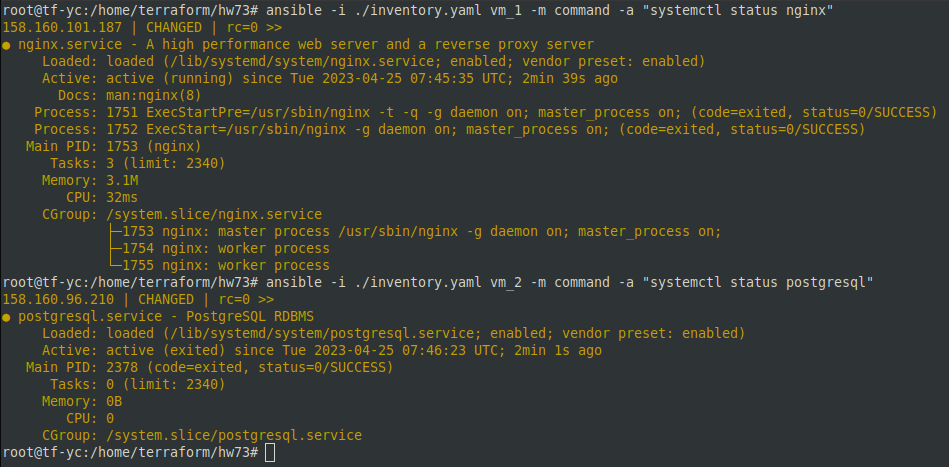 root@tf-yc:/home/terraform/hw73# ansible -i ./inventory.yaml vm_1 -m command -a "systemctl status nginx"
158.160.101.187 | CHANGED | rc=0 >>
● nginx.service - A high performance web server and a reverse proxy server
     Loaded: loaded (/lib/systemd/system/nginx.service; enabled; vendor preset: enabled)
     Active: active (running) since Tue 2023-04-25 07:45:35 UTC; 2min 39s ago
       Docs: man:nginx(8)
    Process: 1751 ExecStartPre=/usr/sbin/nginx -t -q -g daemon on; master_process on; (code=exited, status=0/SUCCESS)
    Process: 1752 ExecStart=/usr/sbin/nginx -g daemon on; master_process on; (code=exited, status=0/SUCCESS)
   Main PID: 1753 (nginx)
      Tasks: 3 (limit: 2340)
     Memory: 3.1M
        CPU: 32ms
     CGroup: /system.slice/nginx.service
             ├─1753 nginx: master process /usr/sbin/nginx -g daemon on; master_process on;
             ├─1754 nginx: worker process
             └─1755 nginx: worker process
root@tf-yc:/home/terraform/hw73# ansible -i ./inventory.yaml vm_2 -m command -a "systemctl status postgresql"
158.160.96.210 | CHANGED | rc=0 >>
● postgresql.service - PostgreSQL RDBMS
     Loaded: loaded (/lib/systemd/system/postgresql.service; enabled; vendor preset: enabled)
     Active: active (exited) since Tue 2023-04-25 07:46:23 UTC; 2min 1s ago
   Main PID: 2378 (code=exited, status=0/SUCCESS)
      Tasks: 0 (limit: 2340)
     Memory: 0B
        CPU: 0
     CGroup: /system.slice/postgresql.service
root@tf-yc:/home/terraform/hw73#